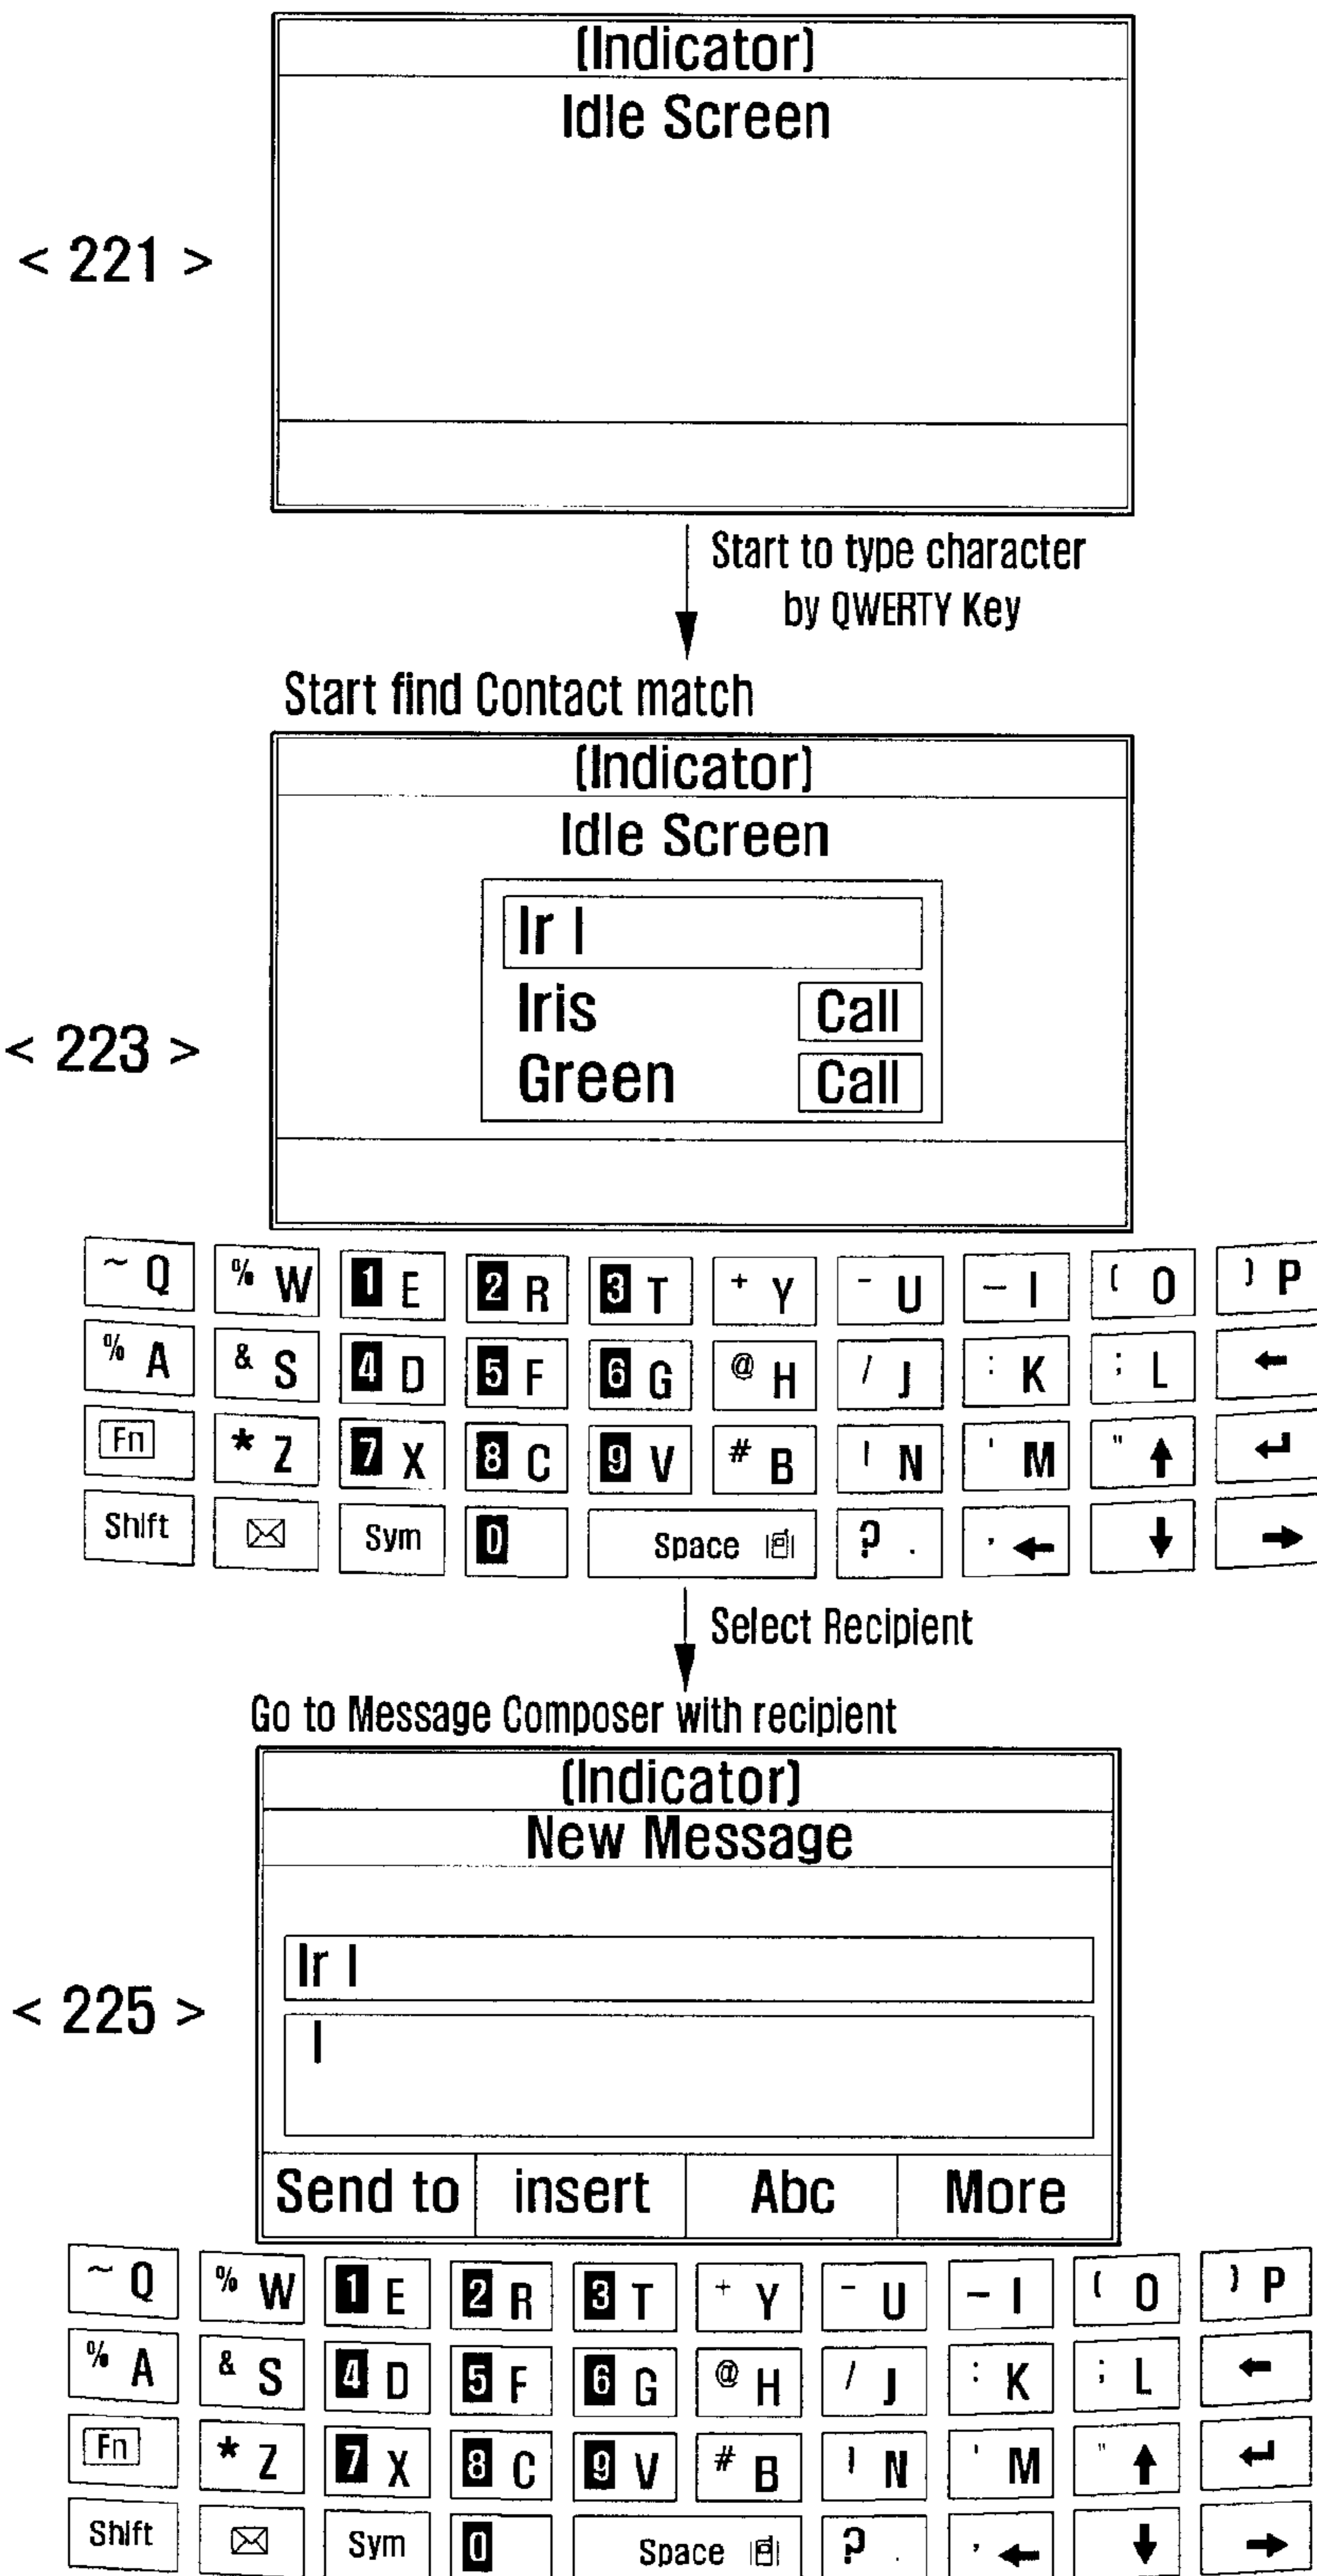 (Indicator)
Idle Screen
< 221 >
Start to type character
by QWERTY Key
Start find Contact match
(Indicator)
Idle Screen
Ir I
Iris Call
Green Call
< 223 >
~ Q % W 1 E 2 R 3 T + Y - U – I ( O ) P
% A & S 4 D 5 F 6 G @ H / J : K ; L ←
Fn * Z 7 X 8 C 9 V # B ! N ' M " ↑ ↵
Shift ✉ Sym 0 Space ? . , ← ↓ →
Select Recipient
Go to Message Composer with recipient
(Indicator)
New Message
Ir I
I
< 225 >
Send to insert Abc More
~ Q % W 1 E 2 R 3 T + Y - U – I ( O ) P
% A & S 4 D 5 F 6 G @ H / J : K ; L ←
Fn * Z 7 X 8 C 9 V # B ! N ' M " ↑ ↵
Shift ✉ Sym 0 Space ? . , ← ↓ →